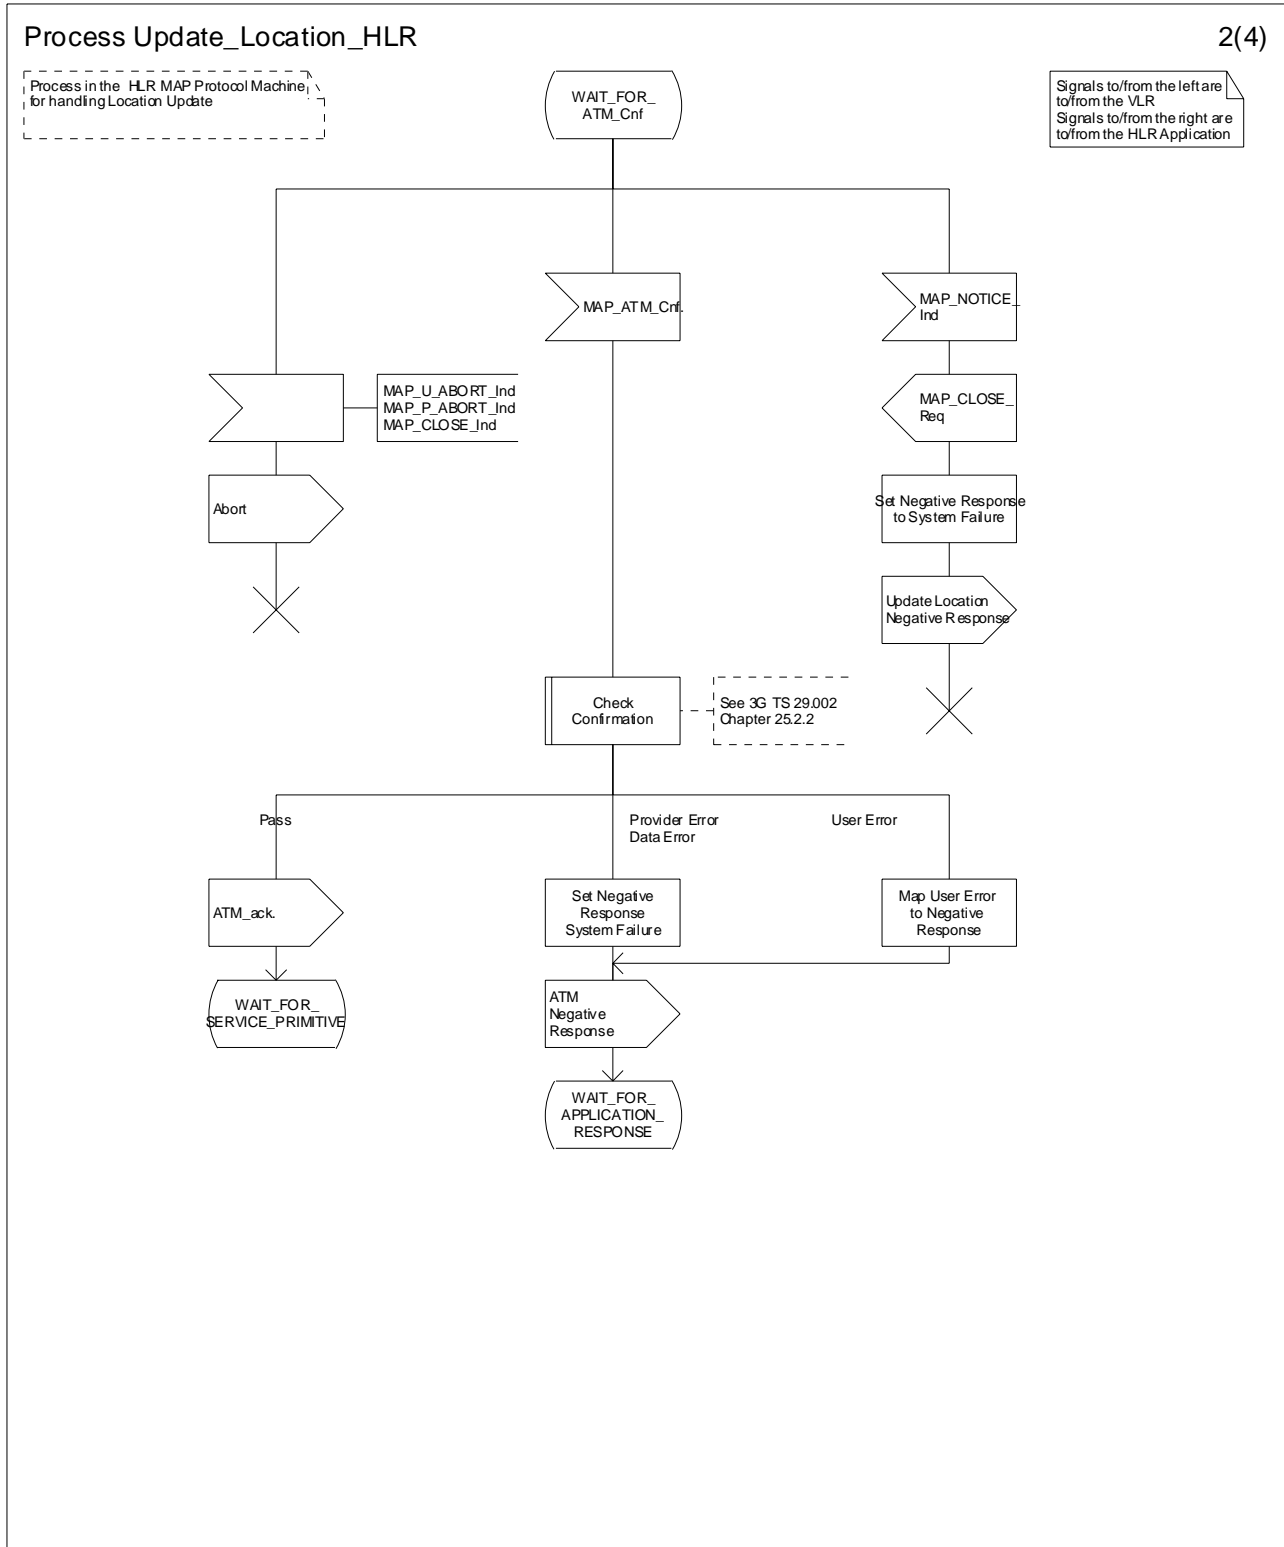 Process Update_Location_HLR
2(4)
Process in the HLR MAP Protocol Machine
for handling Location Update
WAIT_FOR_
ATM_Cnf
Signals to/from the left are
to/from the VLR
Signals to/from the right are
to/from the HLR Application
MAP_ATM_Cnf.
MAP_NOTICE_
Ind
MAP_U_ABORT_Ind
MAP_P_ABORT_Ind
MAP_CLOSE_Ind
MAP_CLOSE_
Req
Abort
Set Negative Response
to System Failure
Update Location
Negative Response
Check
Confirmation
See 3G TS 29.002
Chapter 25.2.2
Pass
Provider Error
Data Error
User Error
ATM_ack.
Set Negative
Response
System Failure
Map User Error
to Negative
Response
WAIT_FOR_
SERVICE_PRIMITIVE
ATM
Negative
Response
WAIT_FOR_
APPLICATION_
RESPONSE